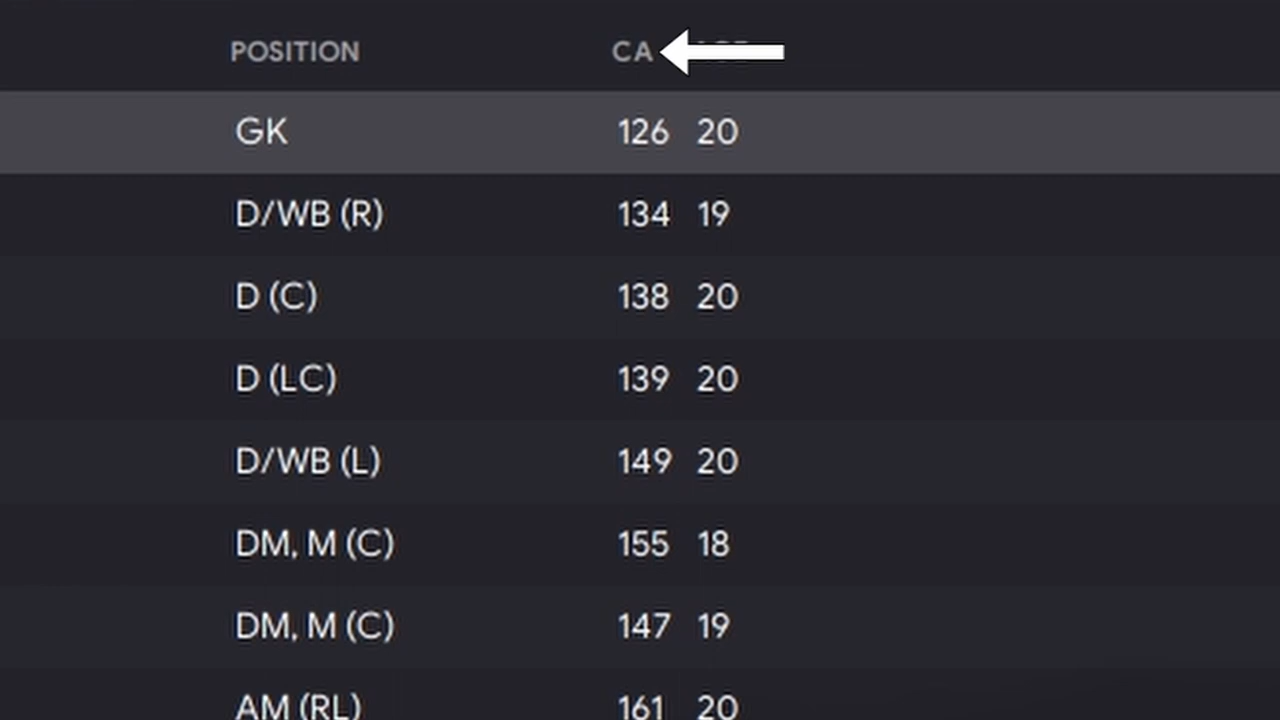 POSITION CA
GK 126 20
D/WB (R) 134 19
D (C) 138 20
D (LC) 139 20
D/WB (L) 149 20
DM, M (C) 155 18
DM, M (C) 147 19
AM (RL) 161 20